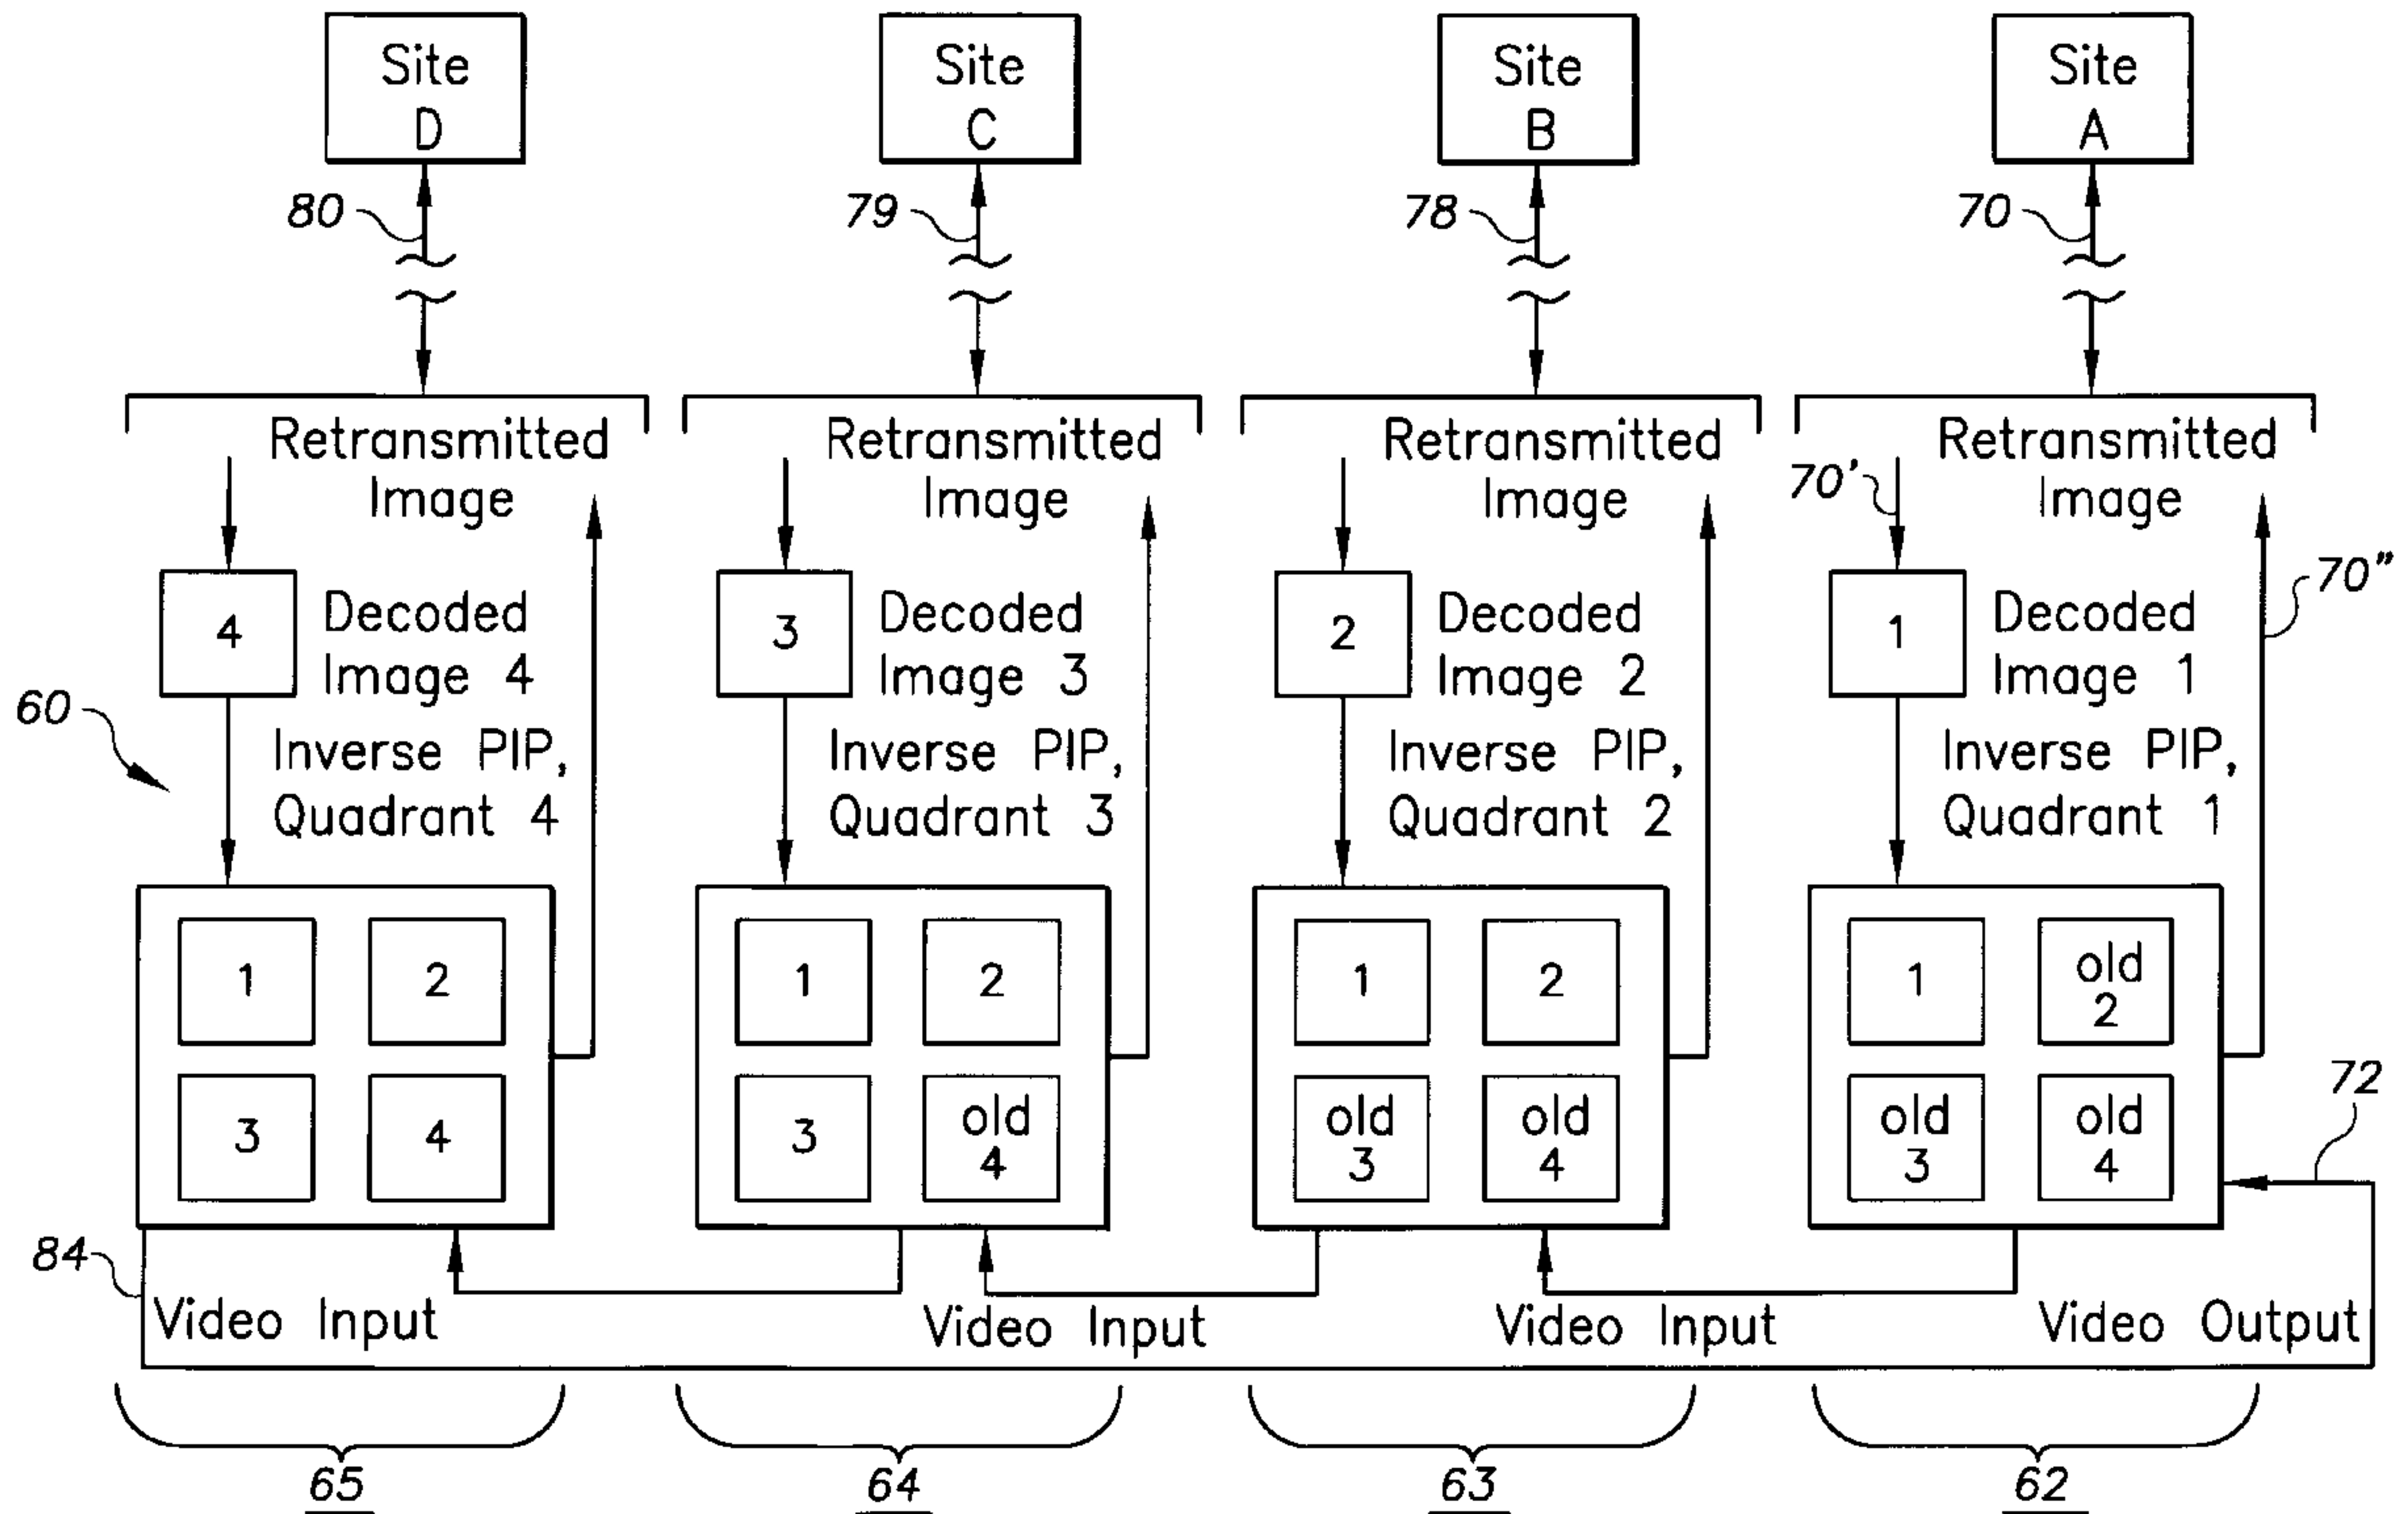 Site
D
Site
C
Site
B
Site
A
80
79
78
70
Retransmitted
Image
Retransmitted
Image
Retransmitted
Image
Retransmitted
Image
70'
70"
4
Decoded
Image 4
3
Decoded
Image 3
2
Decoded
Image 2
1
Decoded
Image 1
60
Inverse PIP,
Quadrant 4
Inverse PIP,
Quadrant 3
Inverse PIP,
Quadrant 2
Inverse PIP,
Quadrant 1
1
2
3
4
1
2
3
old
4
1
2
old
3
old
4
1
old
2
old
3
old
4
72
84
Video Input
Video Input
Video Input
Video Output
65
64
63
62